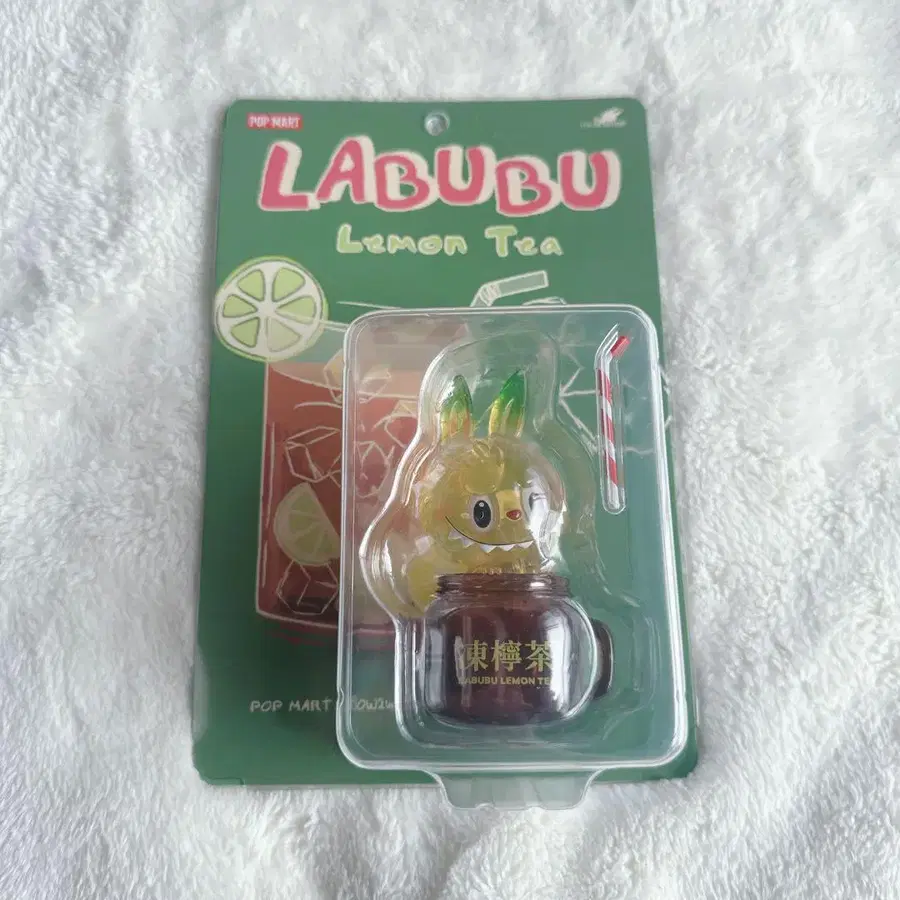 POP MART
LABUBU
Lemon Tea
凍檸茶
LABUBU LEMON TE
POP MART